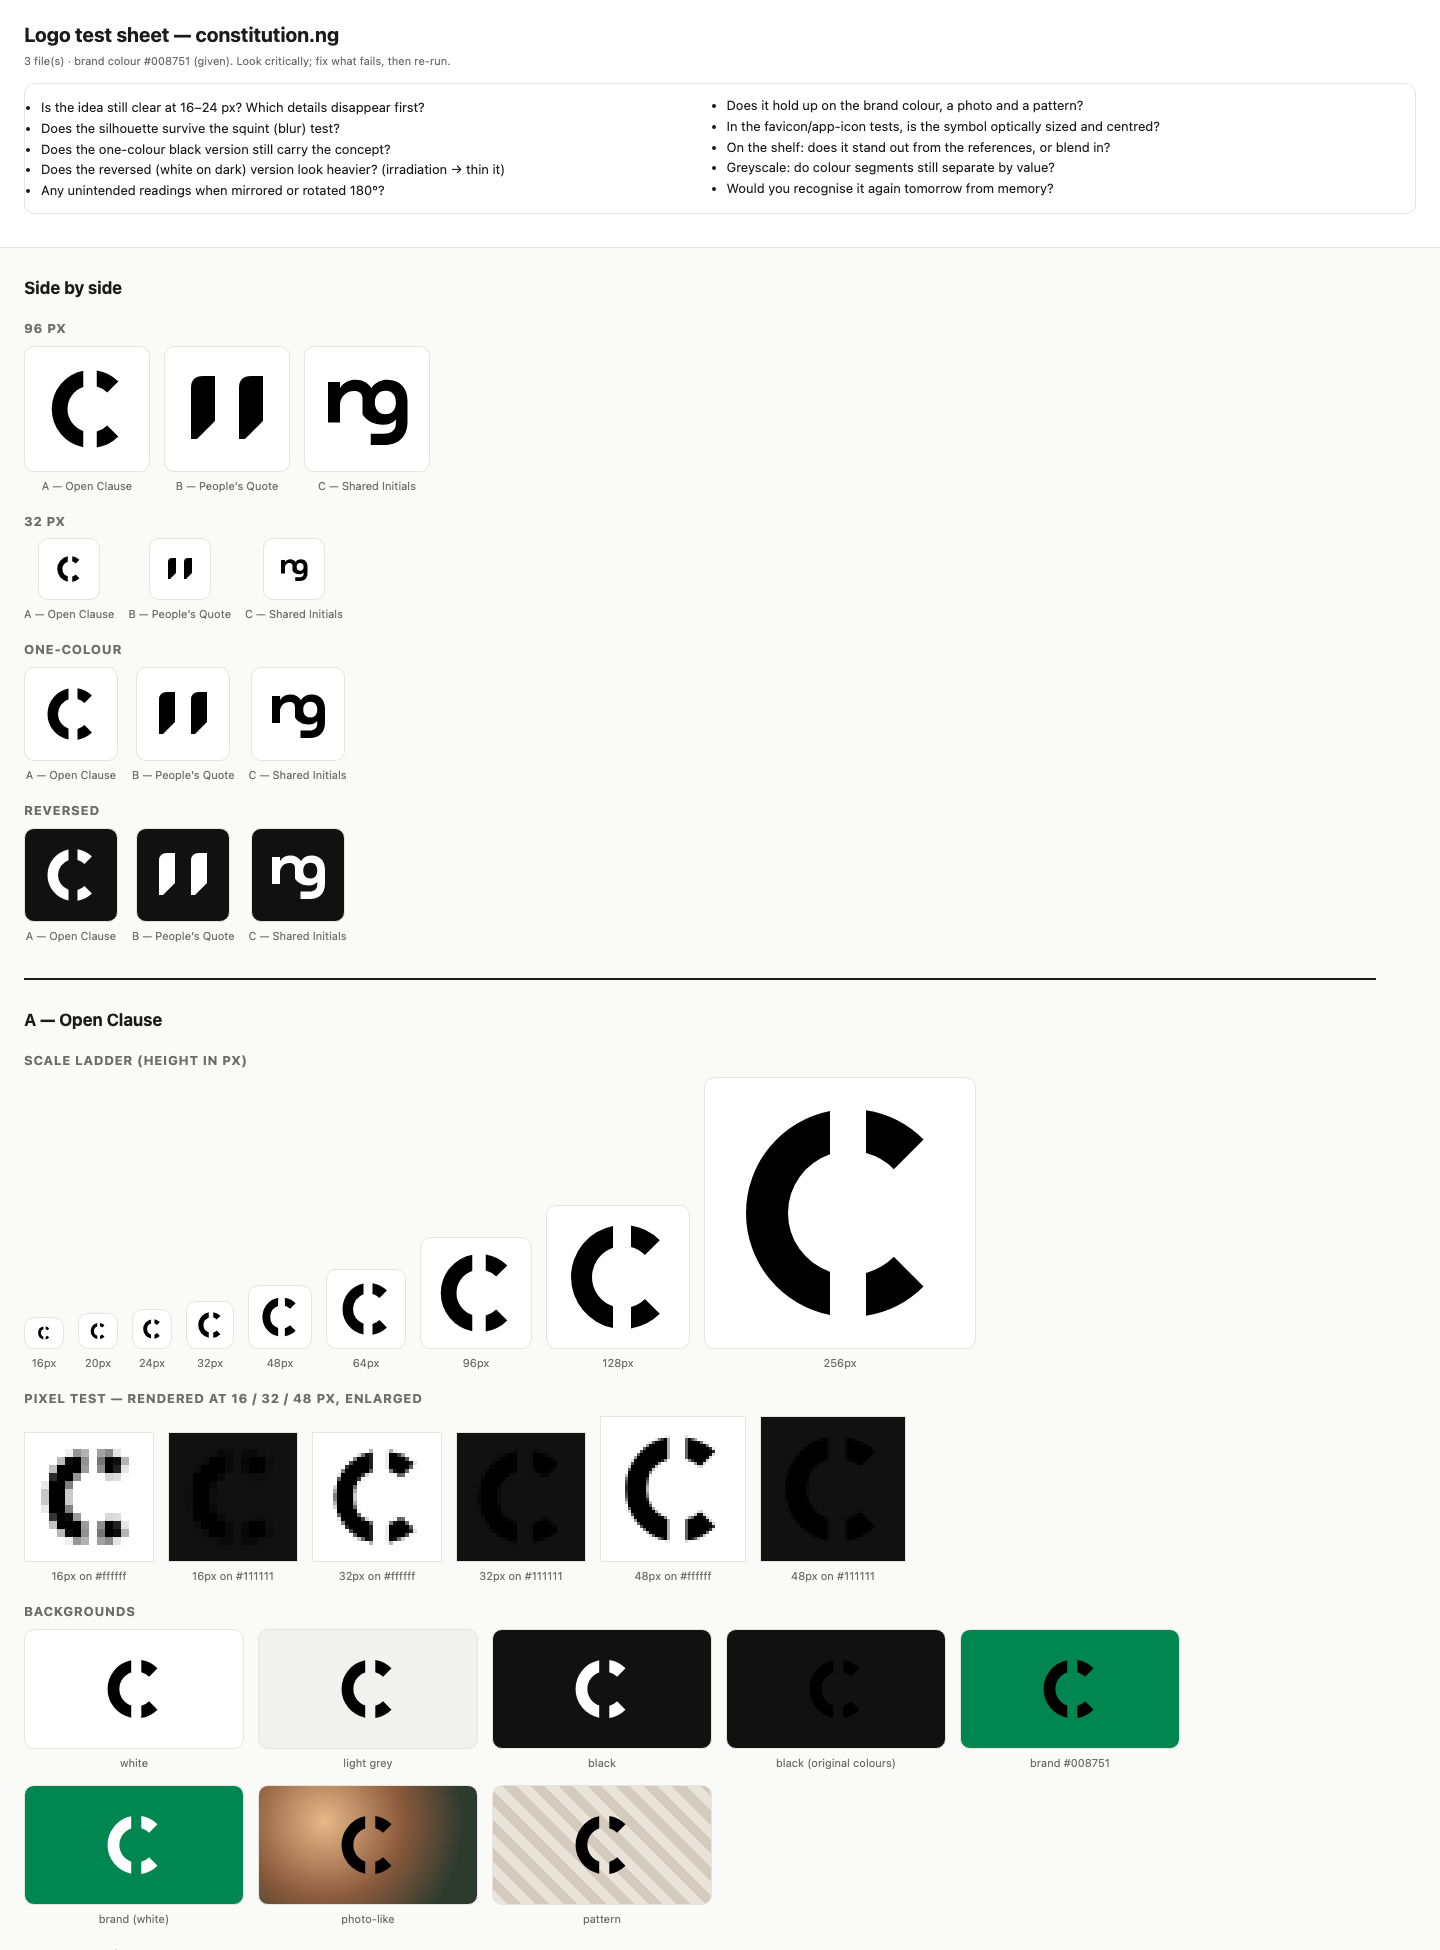 Logo test sheet — constitution.ng
3 file(s) · brand colour #008751 (given). Look critically; fix what fails, then re-run.
• Is the idea still clear at 16–24 px? Which details disappear first?
• Does the silhouette survive the squint (blur) test?
• Does the one-colour black version still carry the concept?
• Does the reversed (white on dark) version look heavier? (irradiation → thin it)
• Any unintended readings when mirrored or rotated 180°?
• Does it hold up on the brand colour, a photo and a pattern?
• In the favicon/app-icon tests, is the symbol optically sized and centred?
• On the shelf: does it stand out from the references, or blend in?
• Greyscale: do colour segments still separate by value?
• Would you recognise it again tomorrow from memory?
Side by side
96 PX
ng
A — Open Clause B — People's Quote C — Shared Initials
32 PX
ng
A — Open Clause B — People's Quote C — Shared Initials
ONE-COLOUR
ng
A — Open Clause B — People's Quote C — Shared Initials
REVERSED
ng
A — Open Clause B — People's Quote C — Shared Initials
A — Open Clause
SCALE LADDER (HEIGHT IN PX)
16px 20px 24px 32px 48px 64px 96px 128px 256px
PIXEL TEST — RENDERED AT 16 / 32 / 48 PX, ENLARGED
16px on #ffffff 16px on #111111 32px on #ffffff 32px on #111111 48px on #ffffff 48px on #111111
BACKGROUNDS
white light grey black black (original colours) brand #008751
brand (white) photo-like pattern